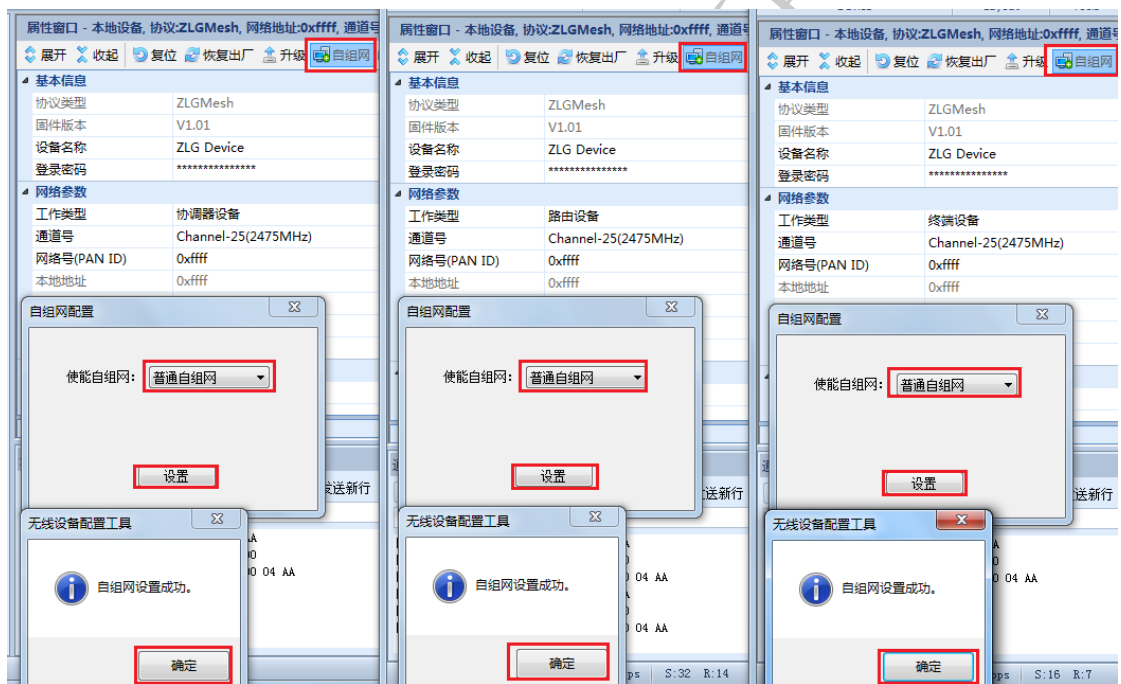 属性窗口 - 本地设备, 协议:ZLGMesh, 网络地址:0xffff, 通道号
展开 收起 复位 恢复出厂 升级 自组网
基本信息
协议类型 ZLGMesh
固件版本 V1.01
设备名称 ZLG Device
登录密码 ***************
网络参数
工作类型 协调器设备
通道号 Channel-25(2475MHz)
网络号(PAN ID) 0xffff
本地地址 0xffff
自组网配置
使能自组网: 普通自组网
设置
发送新行
无线设备配置工具
AA
00
00 04 AA
自组网设置成功。
确定
属性窗口 - 本地设备, 协议:ZLGMesh, 网络地址:0xffff, 通道
展开 收起 复位 恢复出厂 升级 自组网
基本信息
协议类型 ZLGMesh
固件版本 V1.01
设备名称 ZLG Device
登录密码 ***************
网络参数
工作类型 路由设备
通道号 Channel-25(2475MHz)
网络号(PAN ID) 0xffff
本地地址 0xffff
自组网配置
使能自组网: 普通自组网
设置
送新行
无线设备配置工具
04 AA
自组网设置成功。
04 AA
确定
ps S:32 R:14
属性窗口 - 本地设备, 协议:ZLGMesh, 网络地址:0xffff, 通道
展开 收起 复位 恢复出厂 升级 自组网
基本信息
协议类型 ZLGMesh
固件版本 V1.01
设备名称 ZLG Device
登录密码 ***************
网络参数
工作类型 终端设备
通道号 Channel-25(2475MHz)
网络号(PAN ID) 0xffff
本地地址 0xffff
自组网配置
使能自组网: 普通自组网
设置
送新行
无线设备配置工具
0 04 AA
自组网设置成功。
确定
ps S:16 R:7